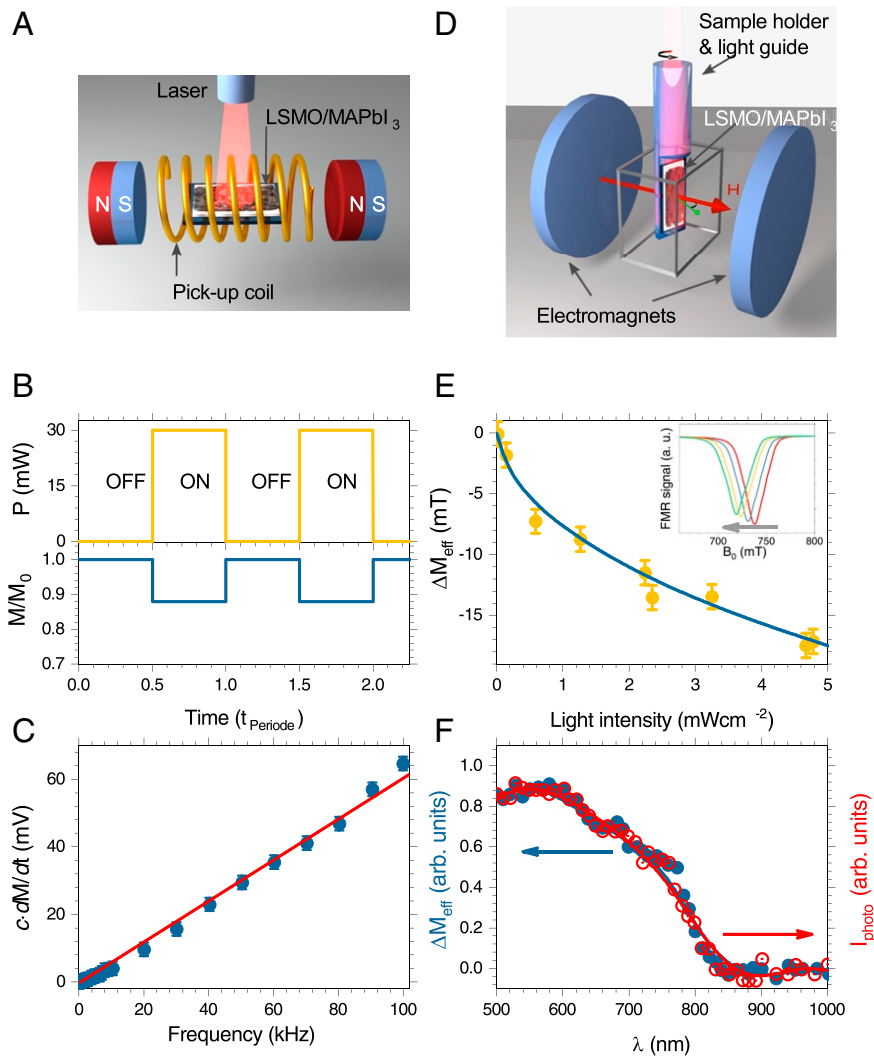 A
Laser
LSMO/MAPbI 3
N S
N S
Pick-up coil
D
Sample holder
& light guide
LSMO/MAPbI 3
H
Electromagnets
B
P (mW)
30
15
0
OFF ON OFF ON
M/M0
1.0
0.9
0.8
0.7
0.0 0.5 1.0 1.5 2.0
Time (t Periode)
E
ΔMeff (mT)
0
-5
-10
-15
0 1 2 3 4 5
Light intensity (mWcm -2)
FMR signal (a. u.)
700 750 800
B0 (mT)
C
c·dM/dt (mV)
60
40
20
0
0 20 40 60 80 100
Frequency (kHz)
F
ΔMeff (arb. units)
1.0
0.8
0.6
0.4
0.2
0.0
Iphoto (arb. units)
500 600 700 800 900 1000
λ (nm)